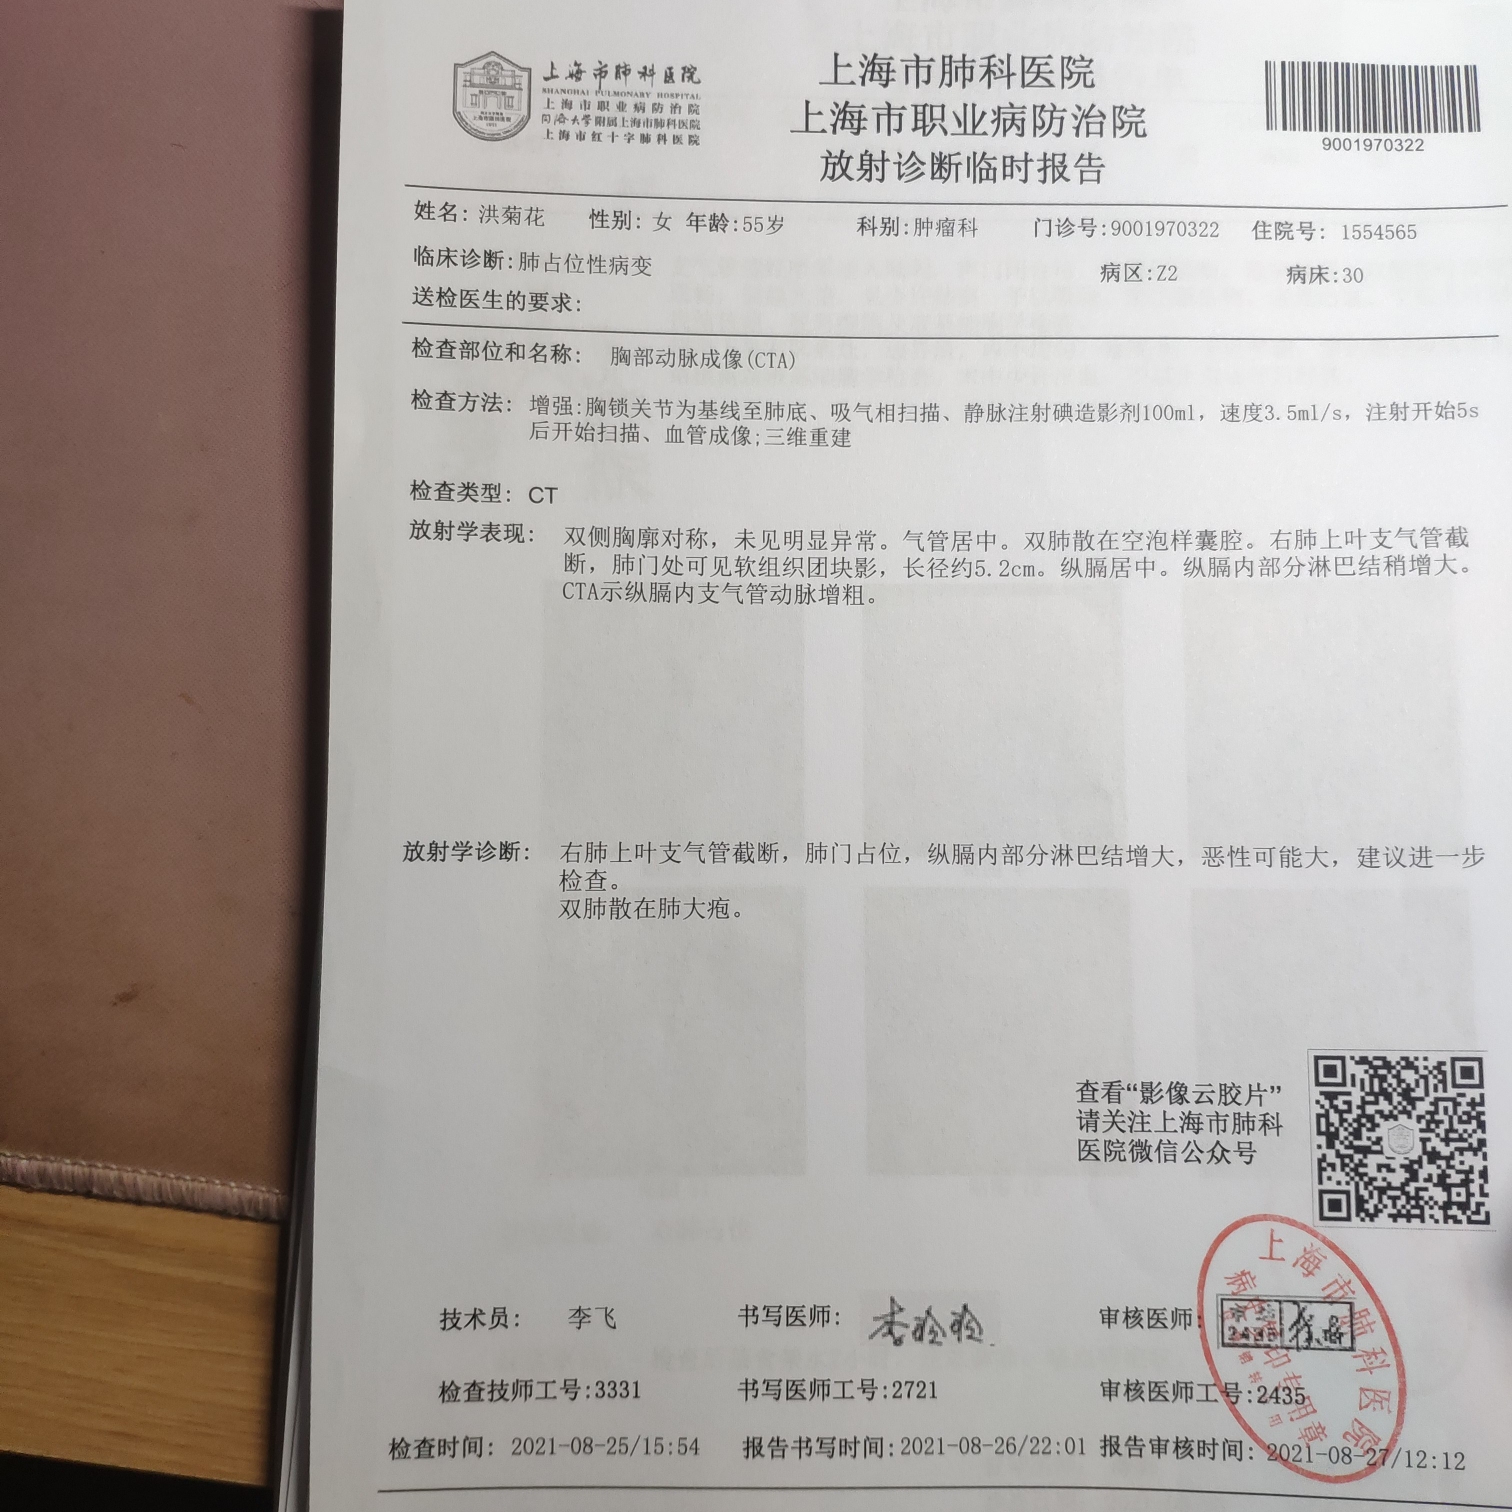 上海市肺科医院
SHANGHAI PULMONARY HOSPITAL
上海市职业病防治院
同济大学附属上海市肺科医院
上海市红十字肺科医院
上海市肺科医院
上海市职业病防治院
放射诊断临时报告
9001970322
姓名: 洪菊花 性别: 女 年龄:55岁 科别:肿瘤科 门诊号:9001970322 住院号: 1554565
临床诊断:肺占位性病变 病区:Z2 病床:30
送检医生的要求:
检查部位和名称: 胸部动脉成像(CTA)
检查方法: 增强:胸锁关节为基线至肺底、吸气相扫描、静脉注射碘造影剂100ml，速度3.5ml/s，注射开始5s
后开始扫描、血管成像;三维重建
检查类型: CT
放射学表现: 双侧胸廓对称，未见明显异常。气管居中。双肺散在空泡样囊腔。右肺上叶支气管截
断，肺门处可见软组织团块影，长径约5.2cm。纵膈居中。纵膈内部分淋巴结稍增大。
CTA示纵膈内支气管动脉增粗。
放射学诊断: 右肺上叶支气管截断，肺门占位，纵膈内部分淋巴结增大，恶性可能大，建议进一步
检查。
双肺散在肺大疱。
查看“影像云胶片”
请关注上海市肺科
医院微信公众号
上海市肺科医院
技术员: 李飞 书写医师: 李玲玲 审核医师:
检查技师工号:3331 书写医师工号:2721 审核医师工号:2435
检查时间: 2021-08-25/15:54 报告书写时间:2021-08-26/22:01 报告审核时间: 2021-08-27/12:12